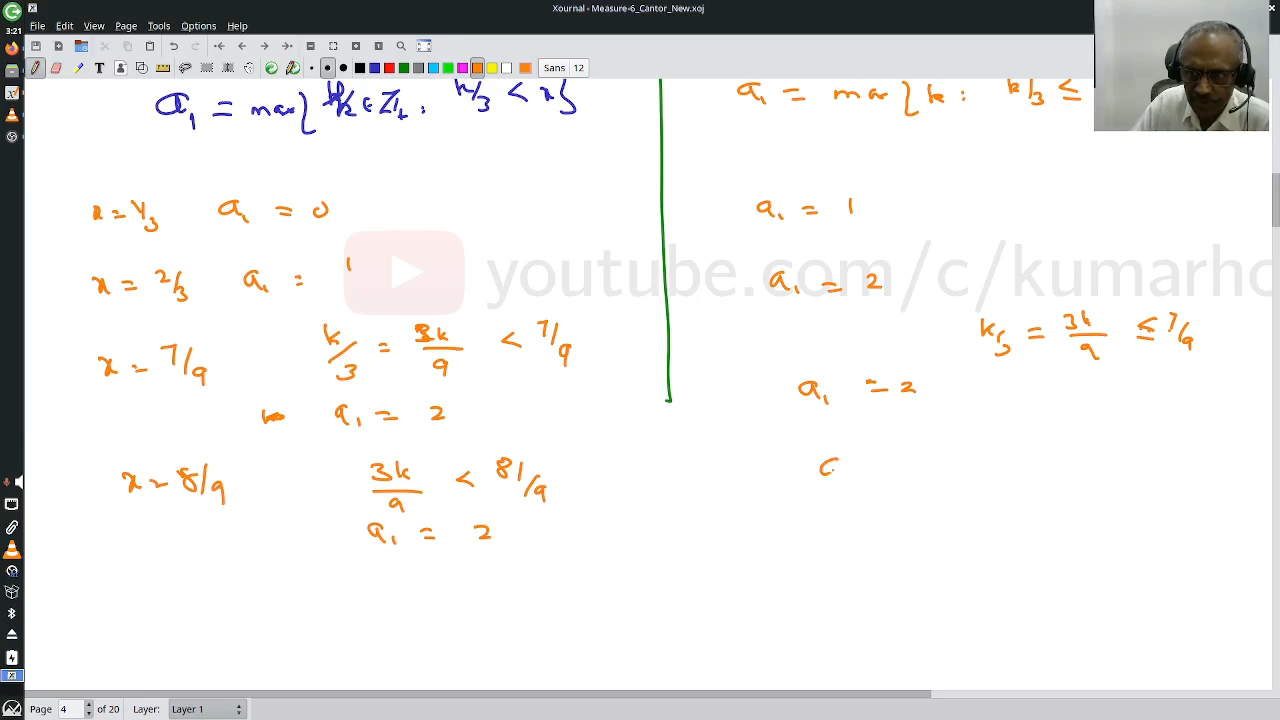 Xournal - Measure-6_Cantor_New.xoj
3:21
File Edit View Page Tools Options Help
Sans 12
a₁ = max{ k ∈ ℤ₊ : k/3 < x}
a₁ = max { k : k/3 ≤
x = 1/3 a₁ = 0
a₁ = 1
x = 2/3 a₁ = 1
a₁ = 2
youtube.com/c/kumarho
x = 7/9 k/3 = 3k/9 < 7/9
k/3 = 3k/9 ≤ 7/9
a₁ = 2
a₁ = 2
x = 8/9 3k/9 < 8/9
a₁ = 2
Page 4 of 20 Layer: Layer 1